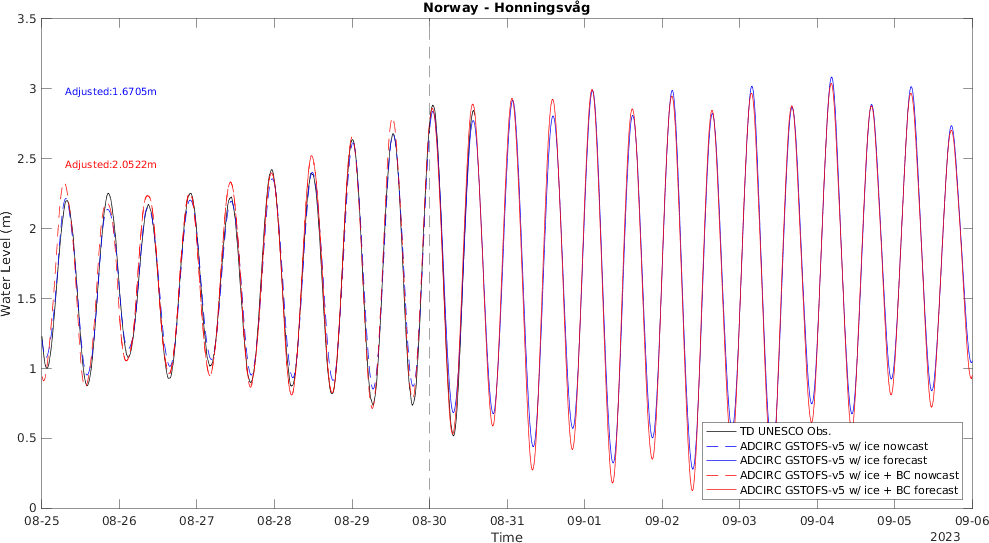 Norway - Honningsvåg
3.5
3
2.5
2
1.5
1
0.5
0
Water Level (m)
Adjusted:1.6705m
Adjusted:2.0522m
TD UNESCO Obs.
ADCIRC GSTOFS-v5 w/ ice nowcast
ADCIRC GSTOFS-v5 w/ ice forecast
ADCIRC GSTOFS-v5 w/ ice + BC nowcast
ADCIRC GSTOFS-v5 w/ ice + BC forecast
08-25 08-26 08-27 08-28 08-29 08-30 08-31 09-01 09-02 09-03 09-04 09-05 09-06
Time
2023